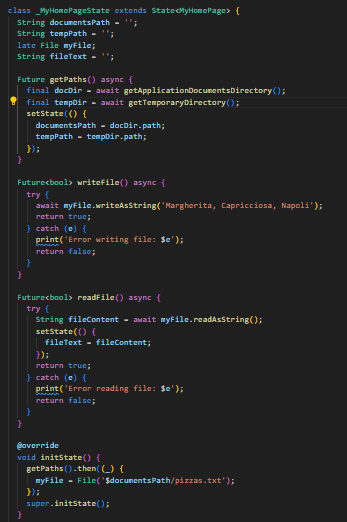 class _MyHomePageState extends State<MyHomePage> {
  String documentsPath = '';
  String tempPath = '';
  late File myFile;
  String fileText = '';

  Future getPaths() async {
    final docDir = await getApplicationDocumentsDirectory();
    final tempDir = await getTemporaryDirectory();
    setState(() {
      documentsPath = docDir.path;
      tempPath = tempDir.path;
    });
  }

  Future<bool> writeFile() async {
    try {
      await myFile.writeAsString('Margherita, Capricciosa, Napoli');
      return true;
    } catch (e) {
      print('Error writing file: $e');
      return false;
    }
  }

  Future<bool> readFile() async {
    try {
      String fileContent = await myFile.readAsString();
      setState(() {
        fileText = fileContent;
      });
      return true;
    } catch (e) {
      print('Error reading file: $e');
      return false;
    }
  }

  @override
  void initState() {
    getPaths().then((_) {
      myFile = File('$documentsPath/pizzas.txt');
    });
    super.initState();
  }